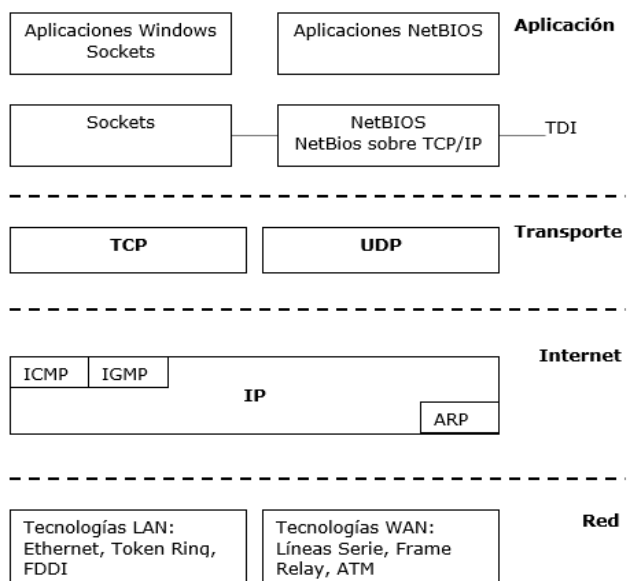 Aplicaciones Windows
Sockets
Aplicaciones NetBIOS
Aplicación
Sockets
NetBIOS
NetBios sobre TCP/IP
TDI
TCP
UDP
Transporte
Internet
ICMP
IGMP
IP
ARP
Tecnologías LAN:
Ethernet, Token Ring,
FDDI
Tecnologías WAN:
Líneas Serie, Frame
Relay, ATM
Red